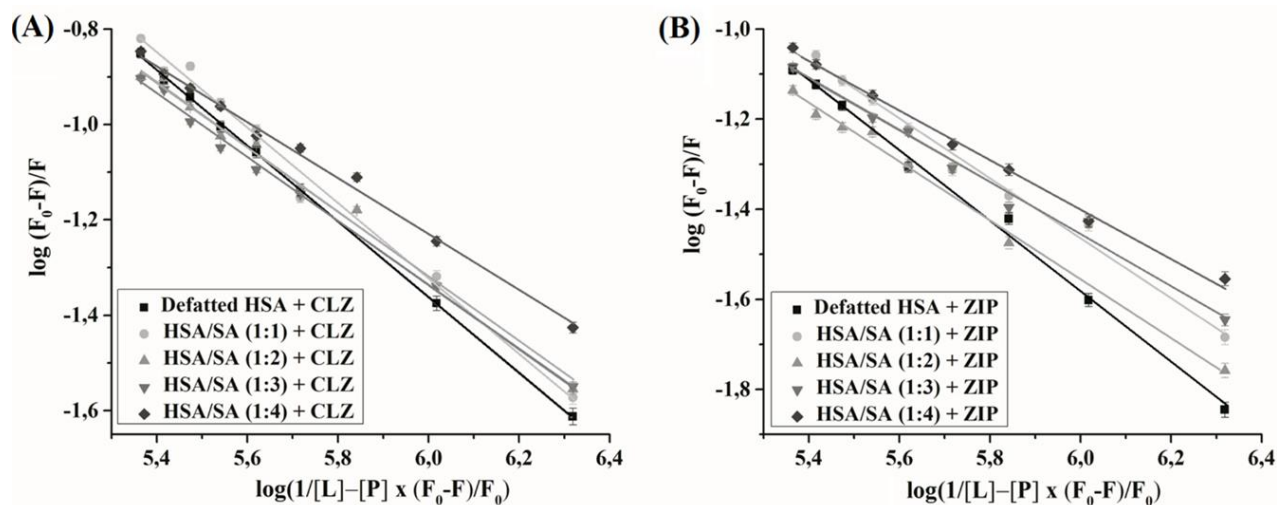 (A)
-0,8
-1,0
-1,2
-1,4
-1,6
log (F₀-F)/F
Defatted HSA + CLZ
HSA/SA (1:1) + CLZ
HSA/SA (1:2) + CLZ
HSA/SA (1:3) + CLZ
HSA/SA (1:4) + CLZ
5,4 5,6 5,8 6,0 6,2 6,4
log(1/[L]–[P] x (F₀-F)/F₀)
(B)
-1,0
-1,2
-1,4
-1,6
-1,8
log (F₀-F)/F
Defatted HSA + ZIP
HSA/SA (1:1) + ZIP
HSA/SA (1:2) + ZIP
HSA/SA (1:3) + ZIP
HSA/SA (1:4) + ZIP
5,4 5,6 5,8 6,0 6,2 6,4
log(1/[L]–[P] x (F₀-F)/F₀)